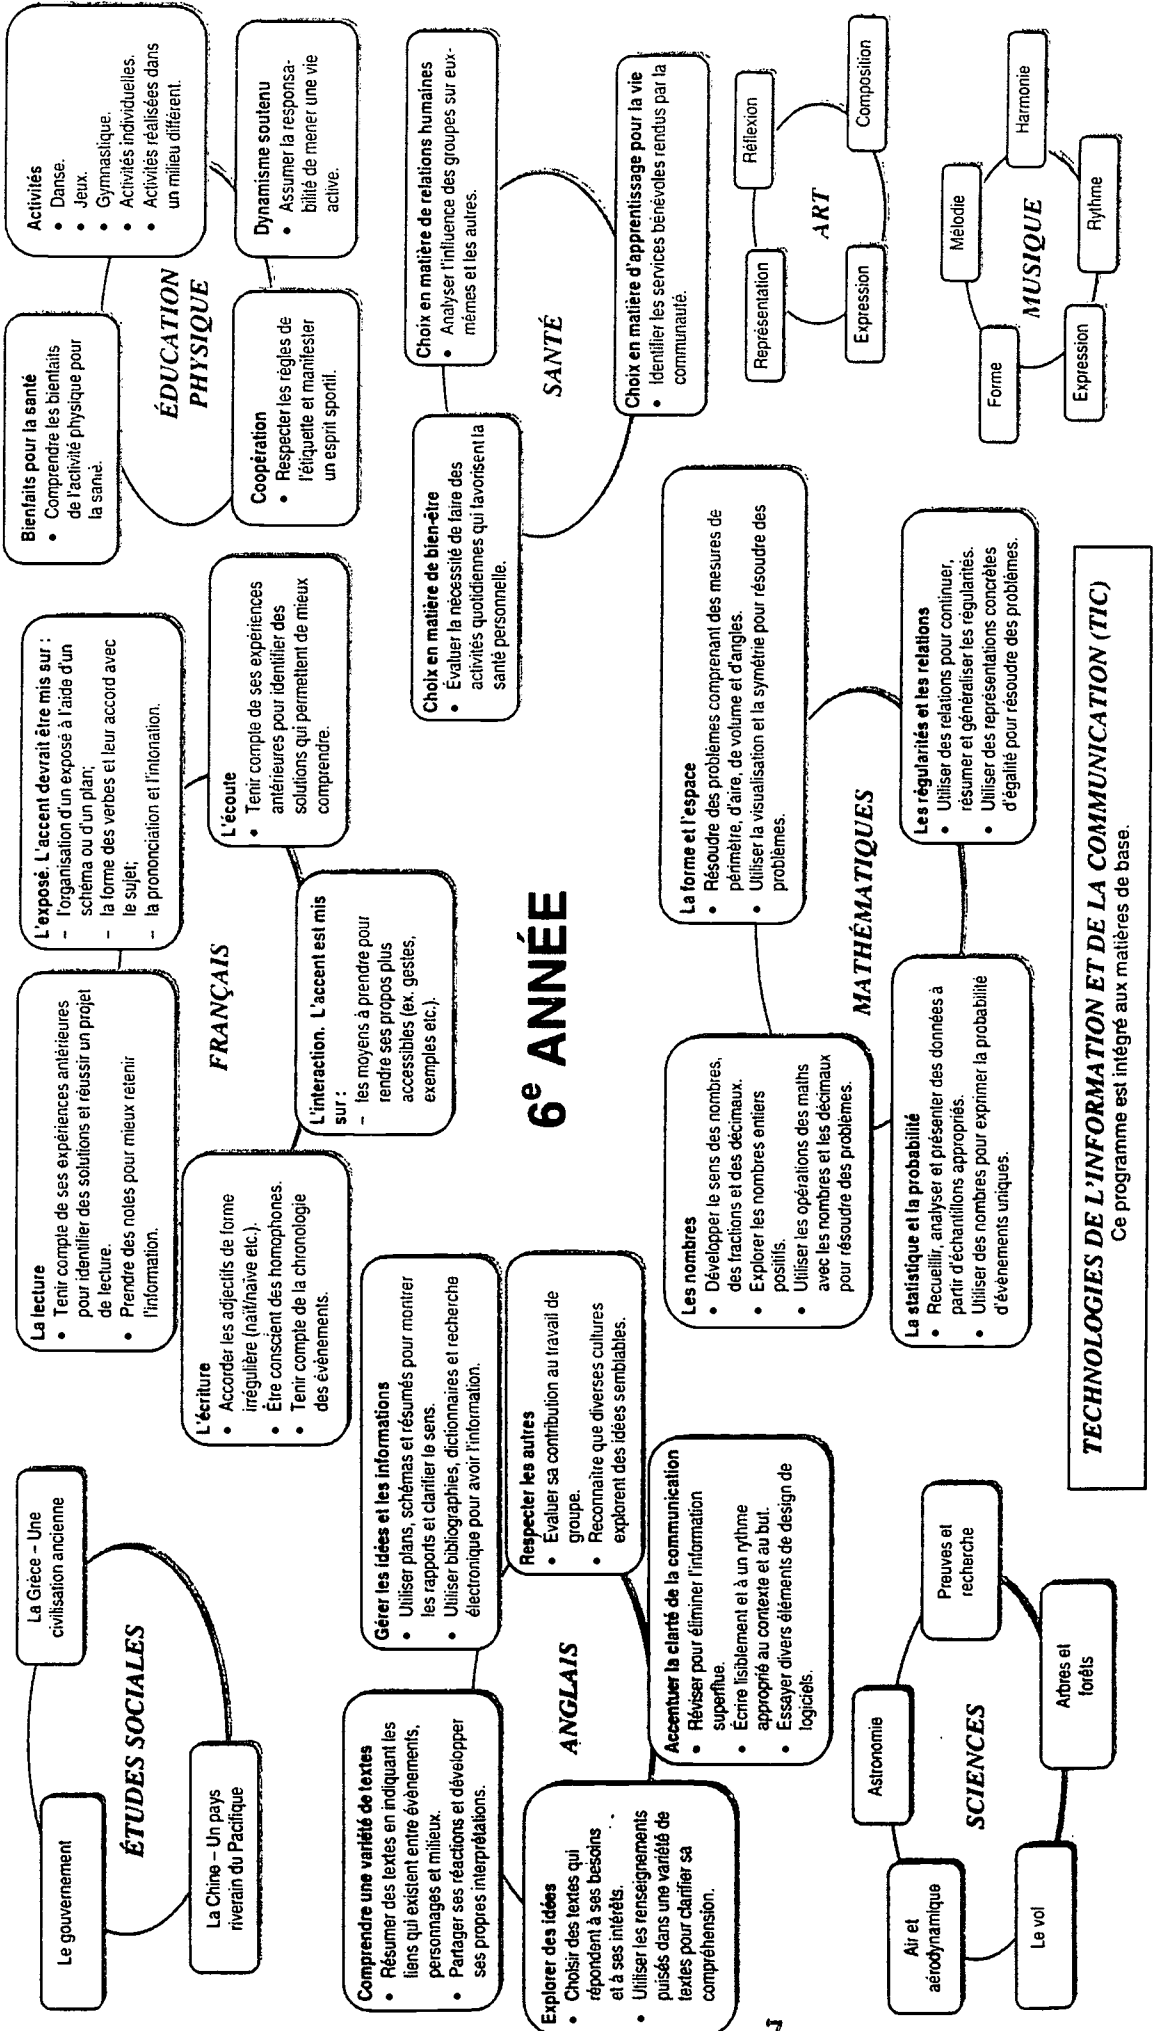 ÉTUDES SOCIALES
Le gouvernement
La Grèce – Une
civilisation ancienne
La Chine – Un pays
riverain du Pacifique
FRANÇAIS
La lecture
• Tenir compte de ses expériences antérieures
pour identifier des solutions et réussir un projet
de lecture.
• Prendre des notes pour mieux retenir
l'information.
L'exposé. L'accent devrait être mis sur :
– l'organisation d'un exposé à l'aide d'un
schéma ou d'un plan;
– la forme des verbes et leur accord avec
le sujet;
– la prononciation et l'intonation.
L'écriture
• Accorder les adjectifs de forme
irrégulière (naïf/naïve etc.).
• Être conscient des homophones.
• Tenir compte de la chronologie
des évènements.
L'interaction. L'accent est mis
sur :
– les moyens à prendre pour
rendre ses propos plus
accessibles (ex. gestes,
exemples etc.).
L'écoute
• Tenir compte de ses expériences
antérieures pour identifier des
solutions qui permettent de mieux
comprendre.
ÉDUCATION
PHYSIQUE
Bienfaits pour la santé
• Comprendre les bienfaits
de l'activité physique pour
la santé.
Activités
• Danse.
• Jeux.
• Gymnastique.
• Activités individuelles.
• Activités réalisées dans
un milieu différent.
Coopération
• Respecter les règles de
l'étiquette et manifester
un esprit sportif.
Dynamisme soutenu
• Assumer la responsa-
bilité de mener une vie
active.
ANGLAIS
Comprendre une variété de textes
• Résumer des textes en indiquant les
liens qui existent entre évènements,
personnages et milieux.
• Partager ses réactions et développer
ses propres interprétations.
Gérer les idées et les informations
• Utiliser plans, schémas et résumés pour montrer
les rapports et clarifier le sens.
• Utiliser bibliographies, dictionnaires et recherche
électronique pour avoir l'information.
Explorer des idées
• Choisir des textes qui
répondent à ses besoins
et à ses intérêts.
• Utiliser les renseignements
puisés dans une variété de
textes pour clarifier sa
compréhension.
Respecter les autres
• Évaluer sa contribution au travail de
groupe.
• Reconnaître que diverses cultures
explorent des idées semblables.
Accentuer la clarté de la communication
• Réviser pour éliminer l'information
superflue.
• Écrire lisiblement et à un rythme
approprié au contexte et au but.
• Essayer divers éléments de design de
logiciels.
6e ANNÉE
SANTÉ
Choix en matière de bien-être
• Évaluer la nécessité de faire des
activités quotidiennes qui favorisent la
santé personnelle.
Choix en matière de relations humaines
• Analyser l'influence des groupes sur eux-
mêmes et les autres.
Choix en matière d'apprentissage pour la vie
• Identifier les services bénévoles rendus par la
communauté.
MATHÉMATIQUES
Les nombres
• Développer le sens des nombres,
des fractions et des décimaux.
• Explorer les nombres entiers
positifs.
• Utiliser les opérations des maths
avec les nombres et les décimaux
pour résoudre des problèmes.
La forme et l'espace
• Résoudre des problèmes comprenant des mesures de
périmètre, d'aire, de volume et d'angles.
• Utiliser la visualisation et la symétrie pour résoudre des
problèmes.
La statistique et la probabilité
• Recueillir, analyser et présenter des données à
partir d'échantillons appropriés.
• Utiliser des nombres pour exprimer la probabilité
d'évènements uniques.
Les régularités et les relations
• Utiliser des relations pour continuer,
résumer et généraliser les régularités.
• Utiliser des représentations concrètes
d'égalité pour résoudre des problèmes.
ART
Représentation
Réflexion
Expression
Composition
MUSIQUE
Forme
Mélodie
Harmonie
Expression
Rythme
SCIENCES
Air et
aérodynamique
Astronomie
Preuves et
recherche
Le vol
Arbres et
forêts
TECHNOLOGIES DE L'INFORMATION ET DE LA COMMUNICATION (TIC)
Ce programme est intégré aux matières de base.